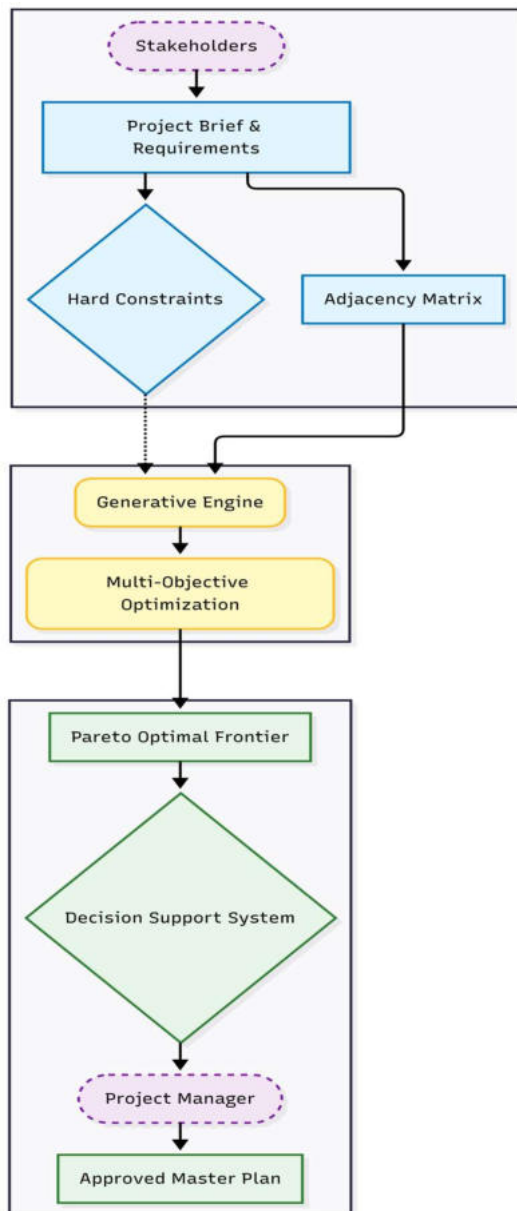 Stakeholders
Project Brief &
Requirements
Hard Constraints
Adjacency Matrix
Generative Engine
Multi-Objective
Optimization
Pareto Optimal Frontier
Decision Support System
Project Manager
Approved Master Plan